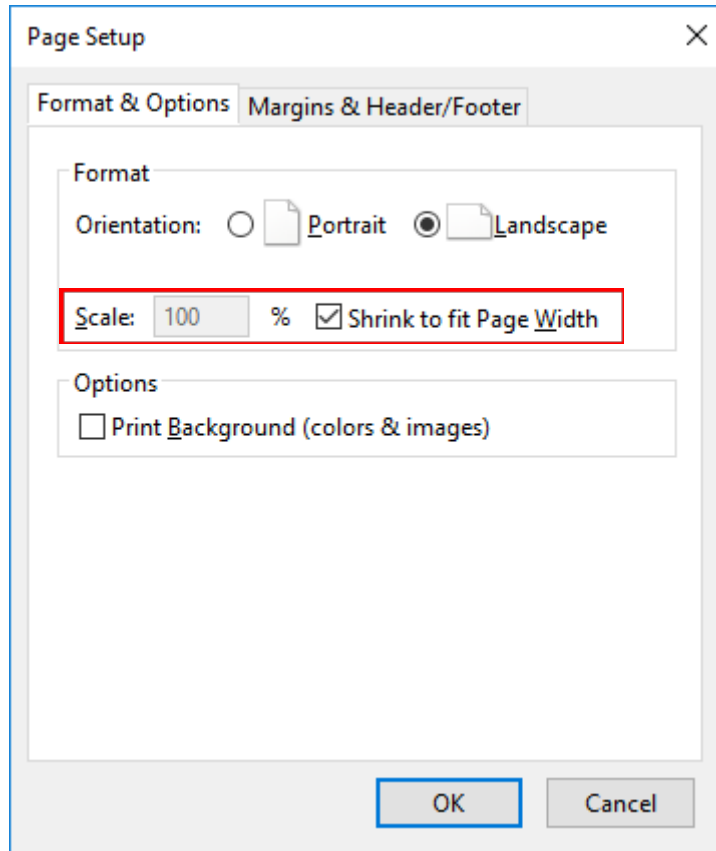 Page Setup
Format & Options Margins & Header/Footer
Format
Orientation: Portrait Landscape
Scale: 100 % Shrink to fit Page Width
Options
Print Background (colors & images)
OK Cancel